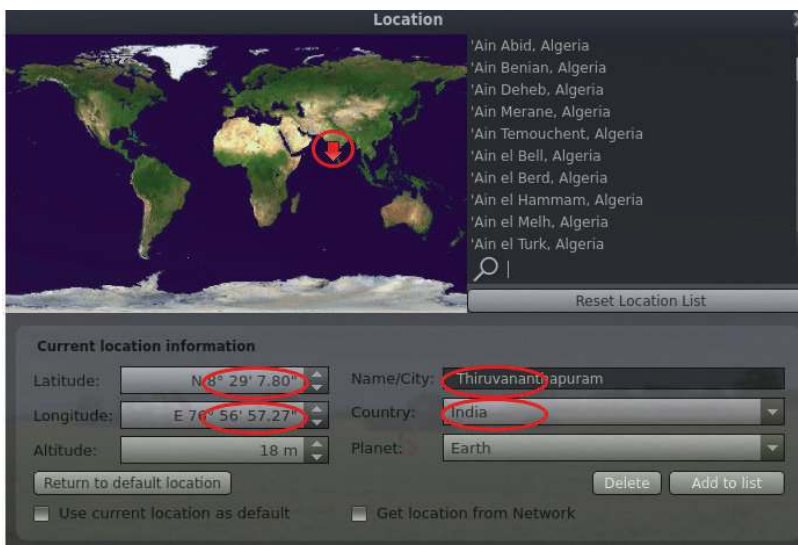 Location
'Ain Abid, Algeria
'Ain Benian, Algeria
'Ain Deheb, Algeria
'Ain Merane, Algeria
'Ain Temouchent, Algeria
'Ain el Bell, Algeria
'Ain el Berd, Algeria
'Ain el Hammam, Algeria
'Ain el Melh, Algeria
'Ain el Turk, Algeria
Reset Location List
Current location information
Latitude: N 8° 29' 7.80" Name/City: Thiruvananthapuram
Longitude: E 76° 56' 57.27" Country: India
Altitude: 18 m Planet: Earth
Return to default location Delete Add to list
Use current location as default Get location from Network